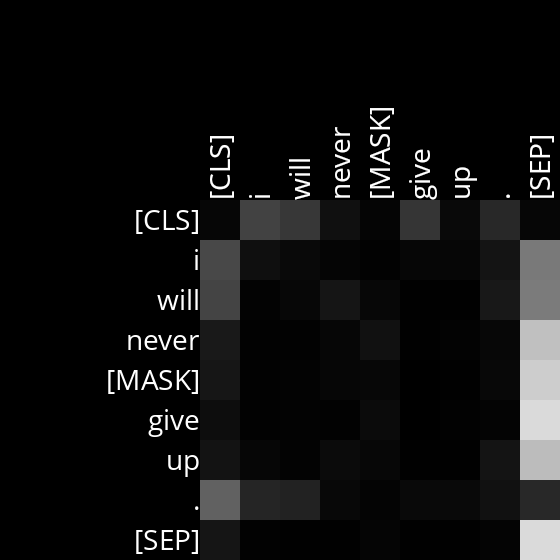 [CLS] i will never [MASK] give up . [SEP]
[CLS]
i
will
never
[MASK]
give
up
.
[SEP]